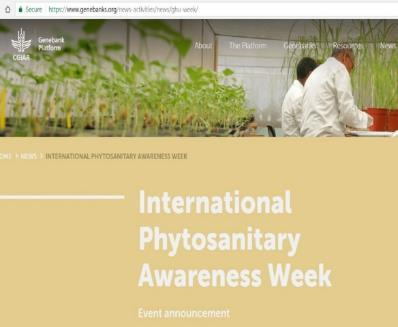 Secure https://www.genebanks.org/news-activities/news/ghu-week/
CGIAR
Genebank
Platform
About The Platform Genebanks Resources News
HOME > NEWS > INTERNATIONAL PHYTOSANITARY AWARENESS WEEK
International
Phytosanitary
Awareness Week
Event announcement